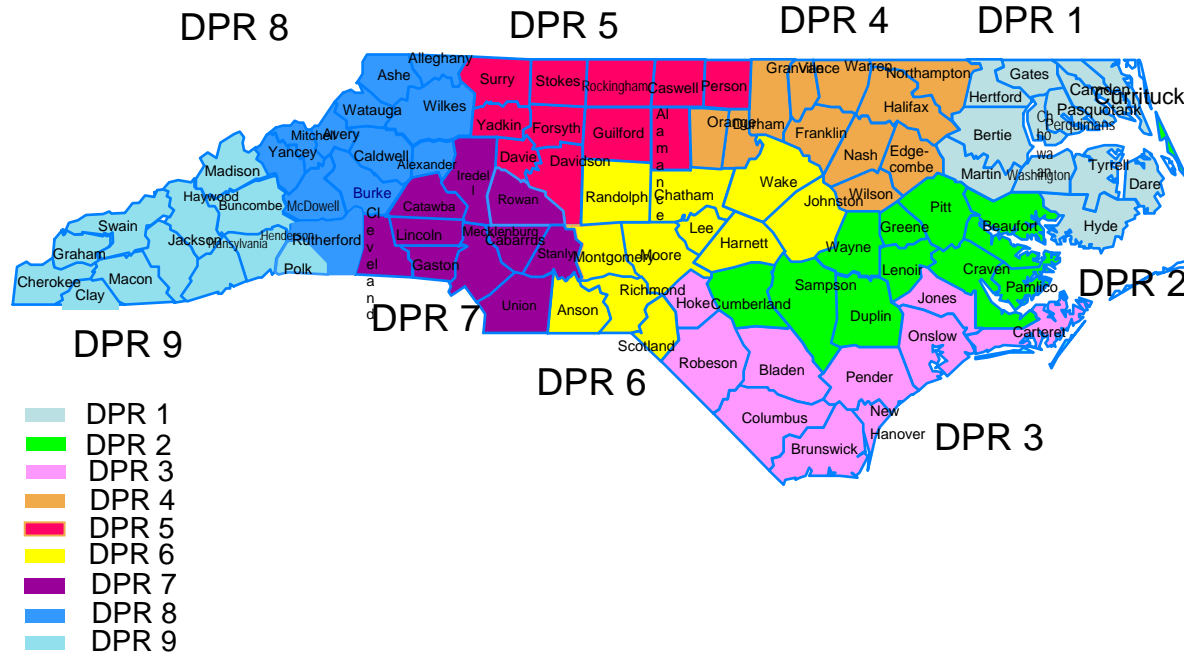 DPR 8
DPR 5
DPR 4
DPR 1
Alleghany
Ashe
Surry
Stokes
Rockingham
Caswell
Person
Granville
Vance
Warren
Northampton
Gates
Camden
Currituck
Hertford
Pasquotank
Perquimans
Chowan
Watauga
Wilkes
Halifax
Mitchell
Avery
Yadkin
Forsyth
Guilford
Alamance
Orange
Durham
Franklin
Bertie
Yancey
Caldwell
Alexander
Iredell
Davie
Davidson
Nash
Edge-
combe
Martin
Washington
Tyrrell
Dare
Madison
Haywood
Buncombe
McDowell
Burke
Catawba
Rowan
Randolph
Chatham
Wake
Johnston
Wilson
Pitt
Beaufort
Hyde
Swain
Jackson
Henderson
Rutherford
Cleveland
Lincoln
Mecklenburg
Cabarrus
Stanly
Montgomery
Moore
Lee
Harnett
Wayne
Greene
Graham
Macon
Polk
Gaston
Lenoir
Craven
Pamlico
Cherokee
Clay
Union
Anson
Richmond
Hoke
Cumberland
Sampson
Duplin
Jones
DPR 2
DPR 9
DPR 7
Scotland
Onslow
Carteret
DPR 6
Robeson
Bladen
Pender
Columbus
New
Hanover
Brunswick
DPR 3
DPR 1
DPR 2
DPR 3
DPR 4
DPR 5
DPR 6
DPR 7
DPR 8
DPR 9